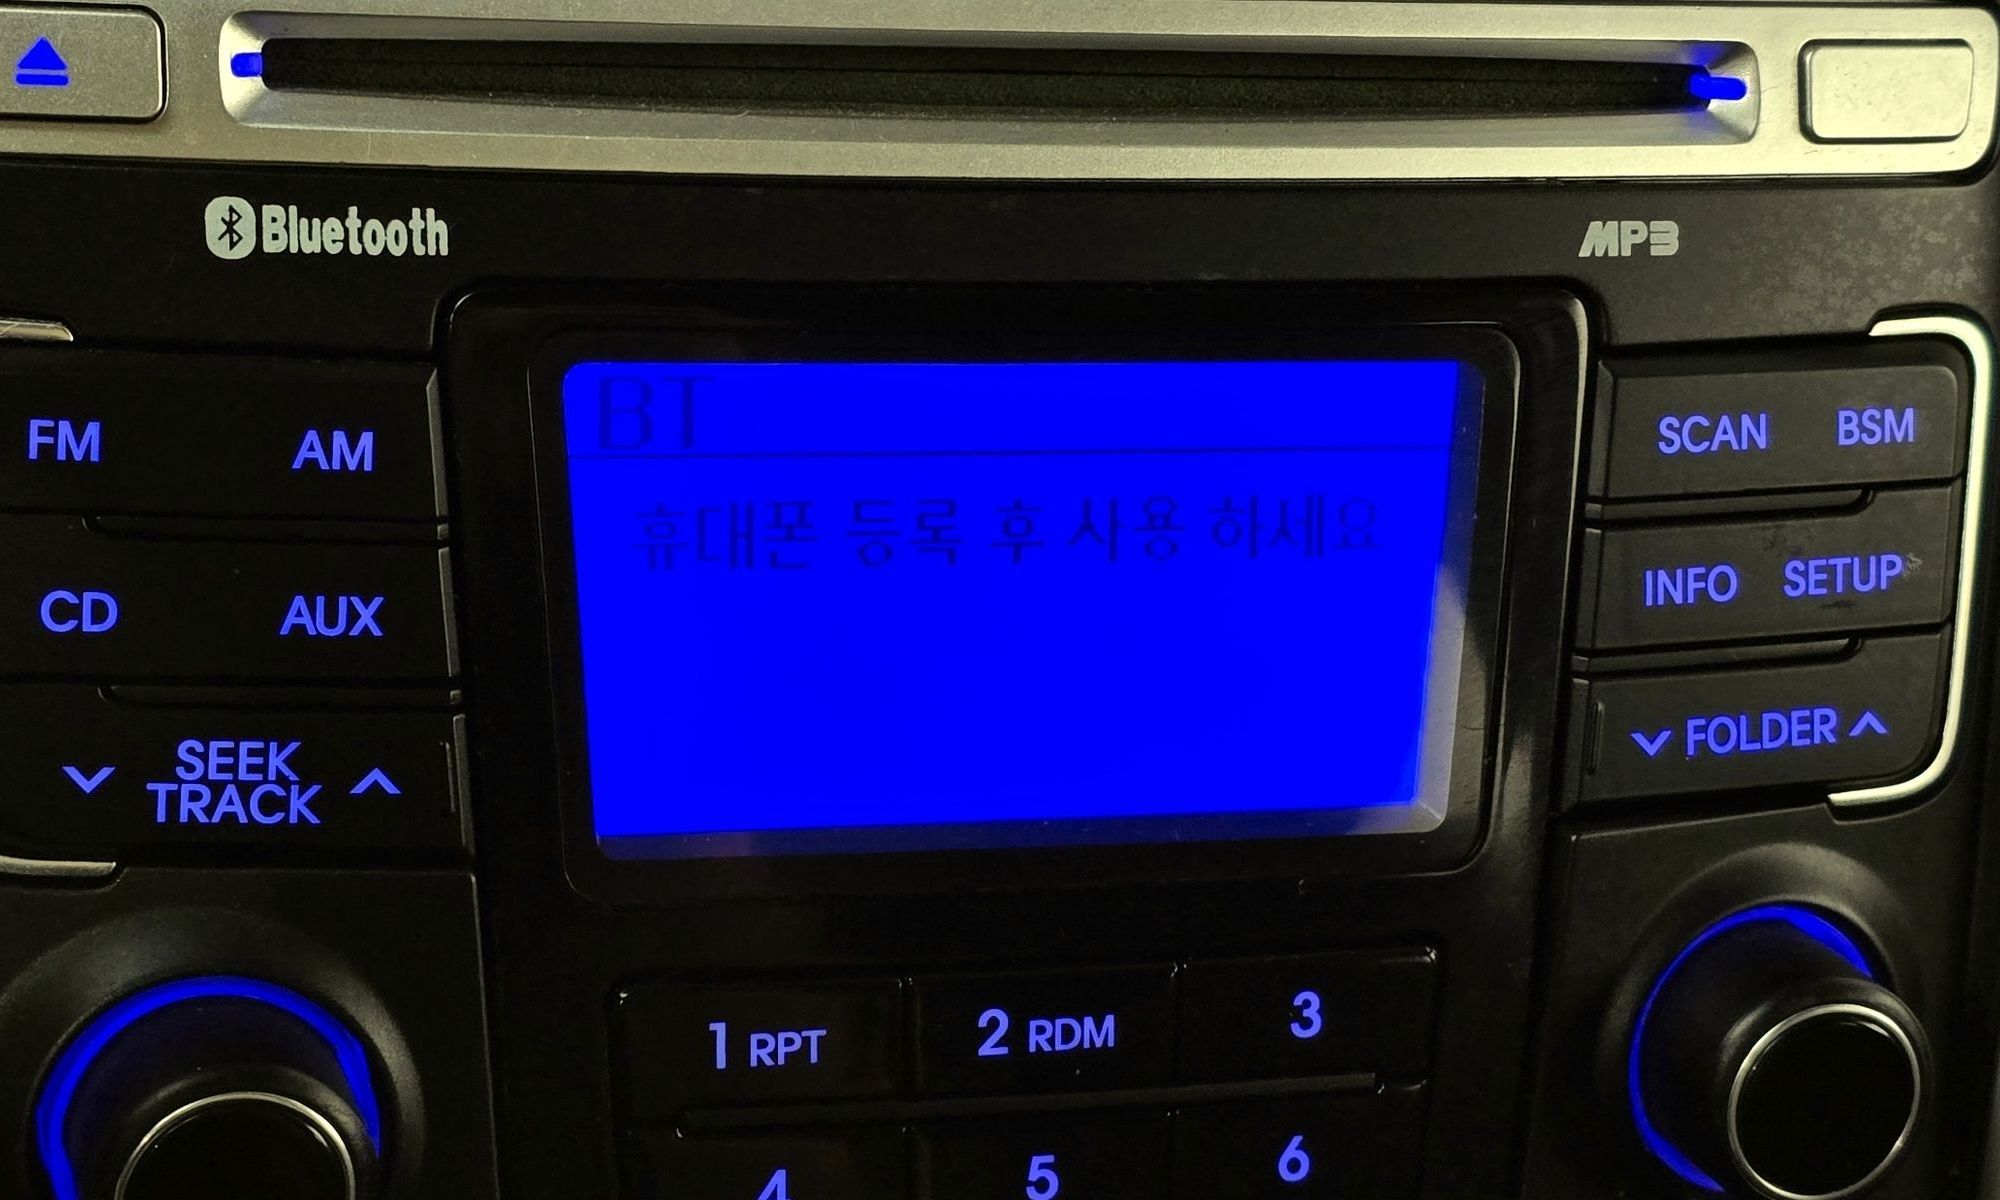 Bluetooth
MP3
BT
휴대폰 등록 후 사용 하세요
FM AM
CD AUX
SEEK
TRACK
SCAN BSM
INFO SETUP
FOLDER
1 RPT
2 RDM
3
4
5
6